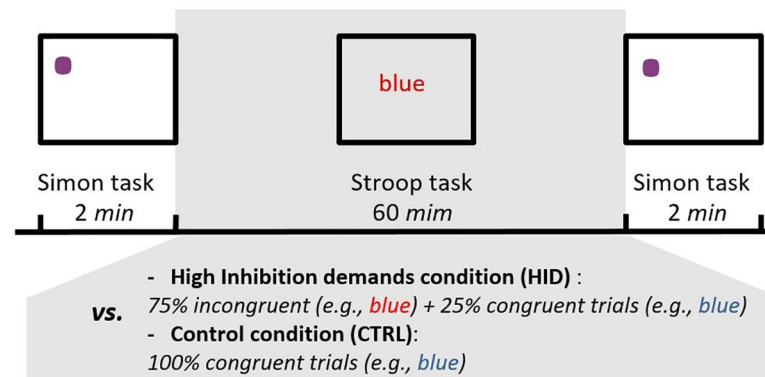 blue
Simon task Stroop task Simon task
2 min 60 mim 2 min
- High Inhibition demands condition (HID) :
vs. 75% incongruent (e.g., blue) + 25% congruent trials (e.g., blue)
- Control condition (CTRL):
100% congruent trials (e.g., blue)